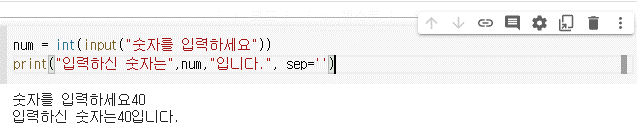 num = int(input("숫자를 입력하세요"))
print("입력하신 숫자는",num,"입니다.", sep='')
숫자를 입력하세요40
입력하신 숫자는40입니다.